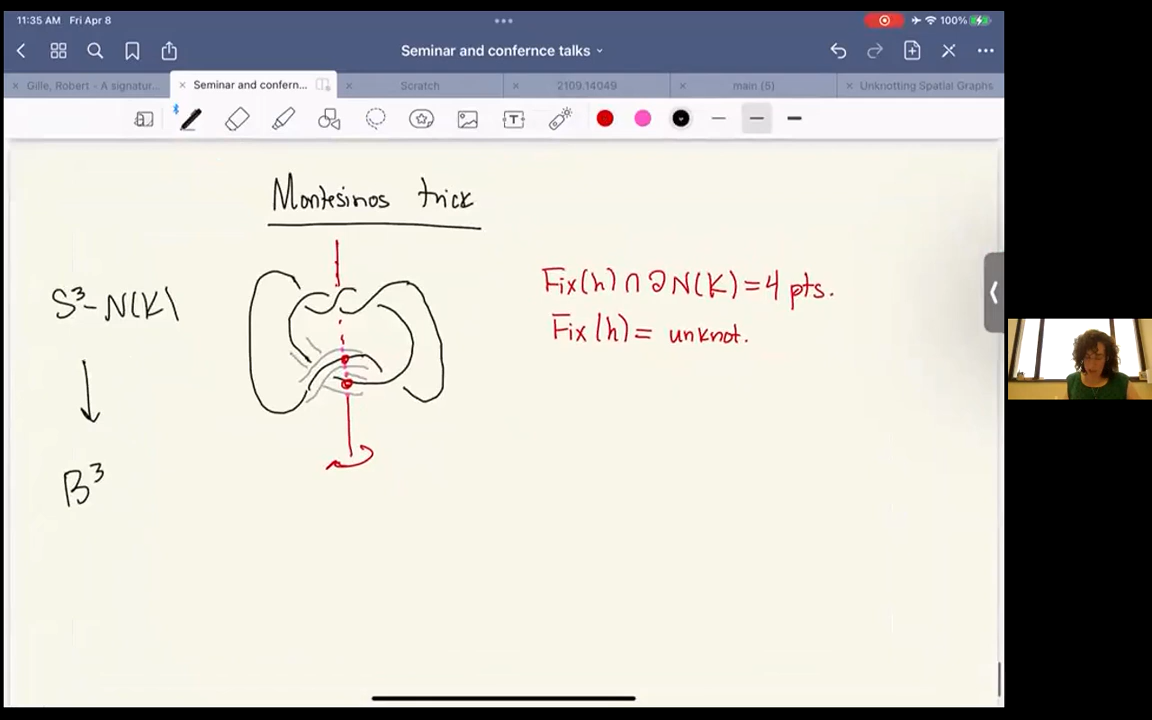 11:35 AM Fri Apr 8
100%
Seminar and confernce talks
Gille, Robert - A signatur...
Seminar and confern...
Scratch
2109.14049
main (5)
Unknotting Spatial Graphs
Montesinos trick
S³-N(K)
B³
Fix(h)∩∂N(K)=4 pts.
Fix(h)= unknot.